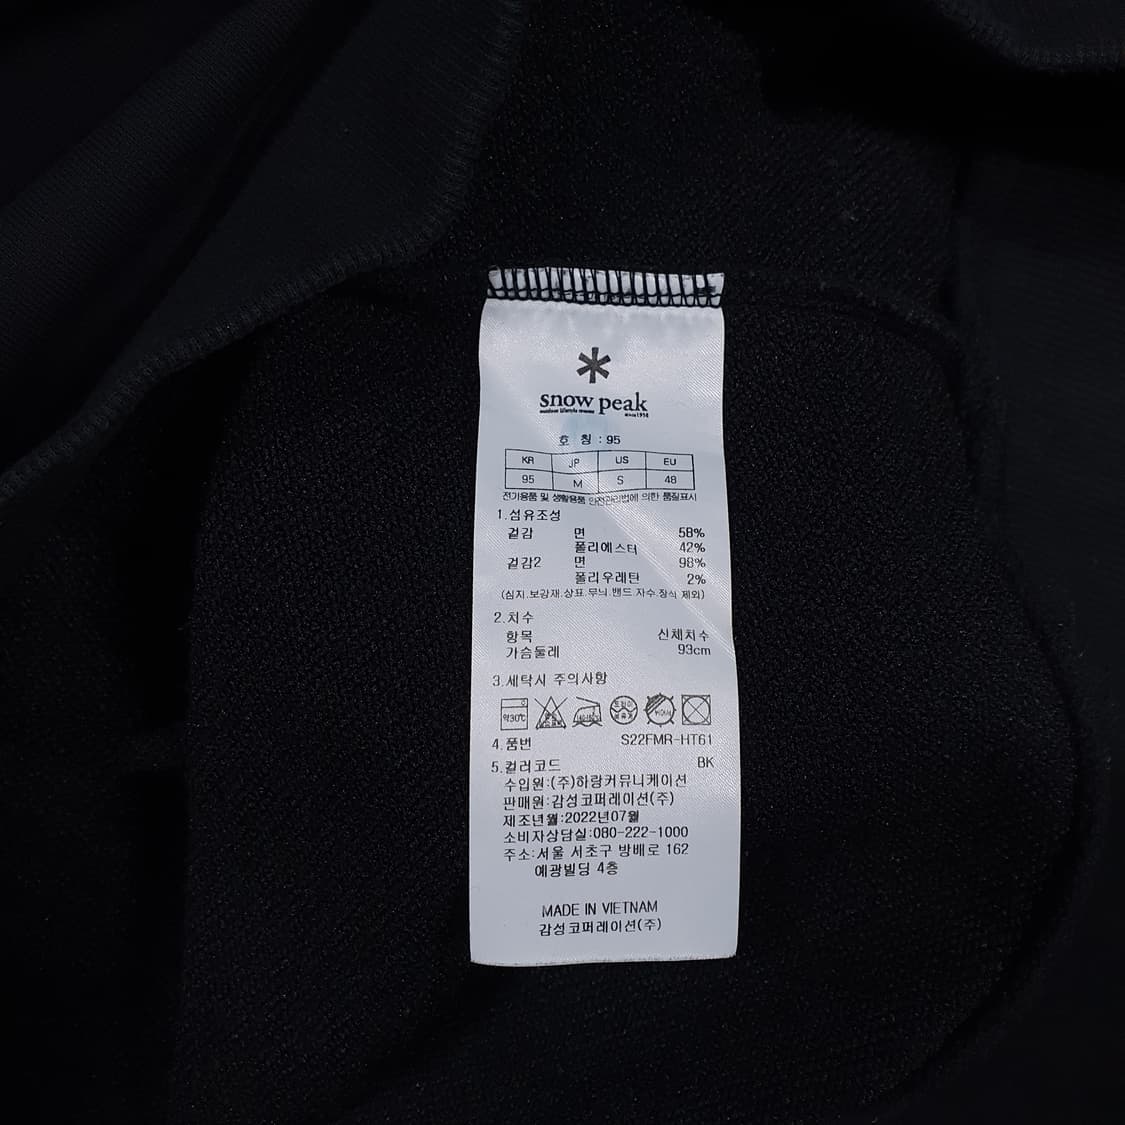 snow peak
outdoor lifestyle creator since1958
호 칭 : 95
KR JP US EU
95 M S 48
전기용품 및 생활용품 안전관리법에 의한 품질표시
1.섬유조성
겉감 면 58%
폴리에스터 42%
겉감2 면 98%
폴리우레탄 2%
(심지.보강재.상표.무늬.밴드.자수.장식 제외)
2.치수
항목 신체치수
가슴둘레 93cm
3.세탁시 주의사항
약30℃
4.품번 S22FMR-HT61
5.컬러코드 BK
수입원:(주)하랑커뮤니케이션
판매원:감성코퍼레이션(주)
제조년월:2022년07월
소비자상담실:080-222-1000
주소:서울 서초구 방배로 162
예광빌딩 4층
MADE IN VIETNAM
감성코퍼레이션(주)